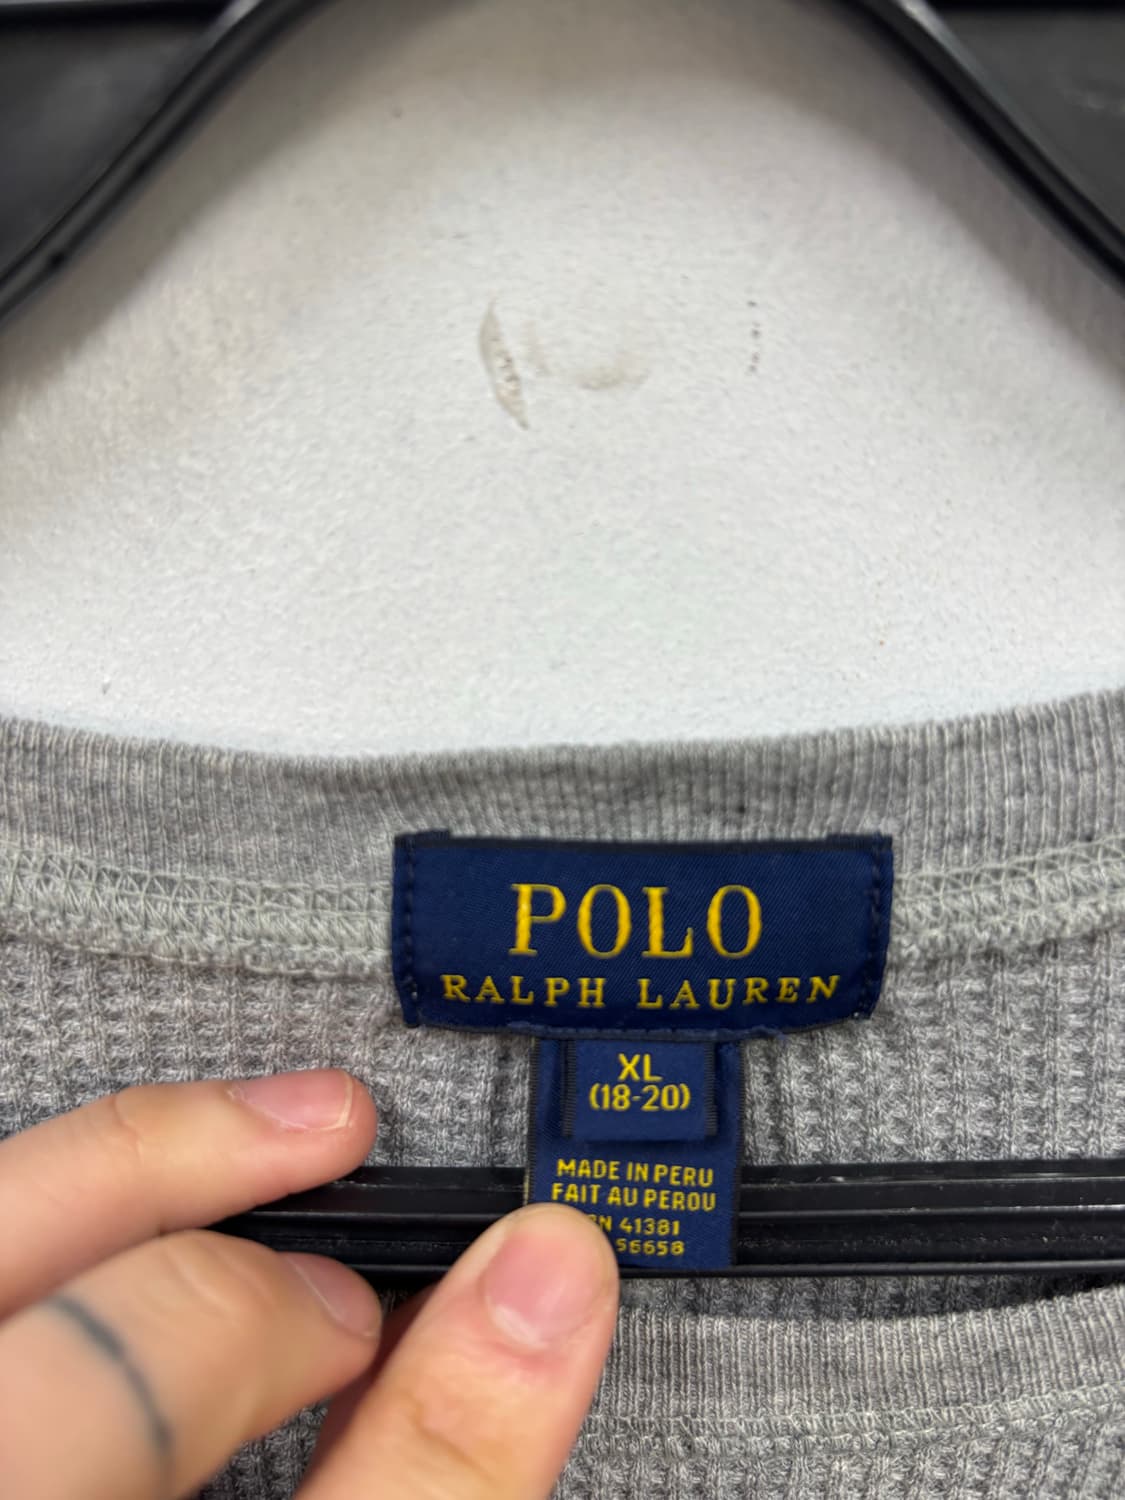 POLO
RALPH LAUREN
XL
(18-20)
MADE IN PERU
FAIT AU PEROU
41381
56658